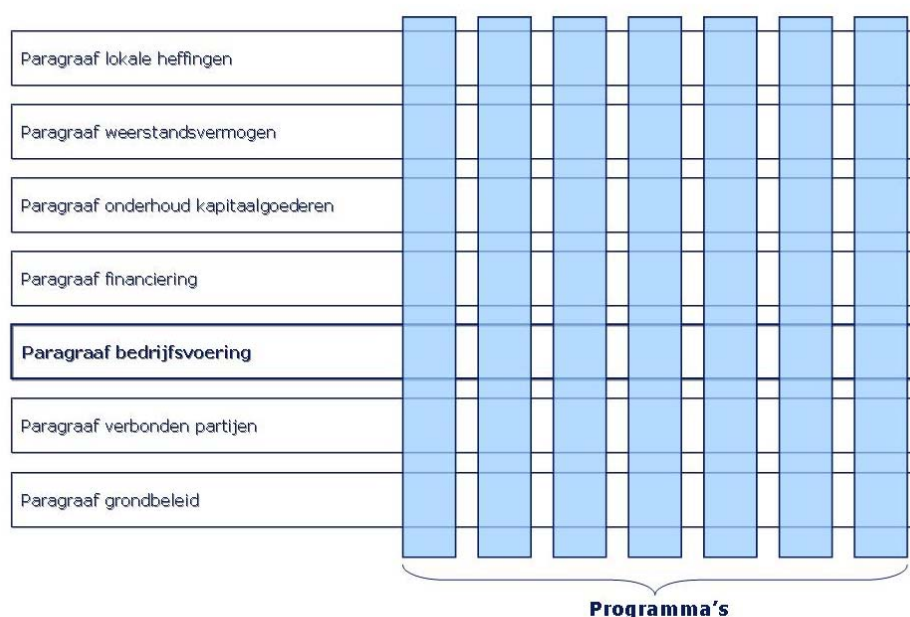 Paragraaf lokale heffingen
Paragraaf weerstandsvermogen
Paragraaf onderhoud kapitaalgoederen
Paragraaf financiering
Paragraaf bedrijfsvoering
Paragraaf verbonden partijen
Paragraaf grondbeleid
Programma's